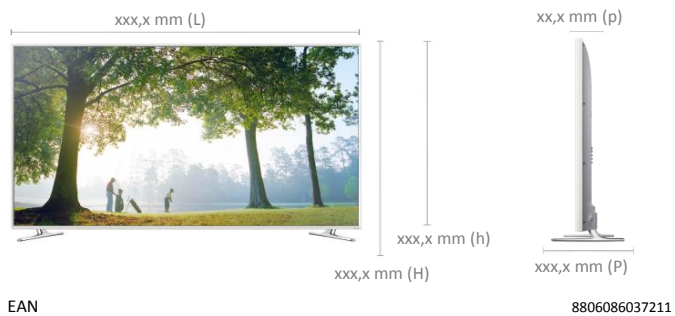 xxx,x mm (L)
xx,x mm (p)
xxx,x mm (h)
xxx,x mm (H)
xxx,x mm (P)
EAN 8806086037211